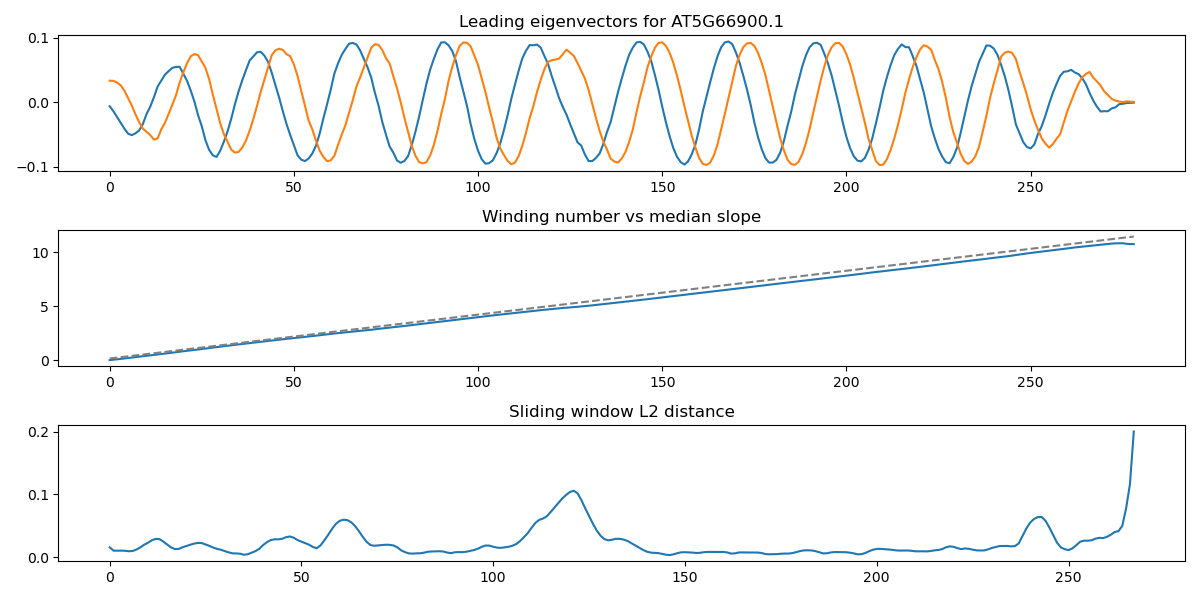 Leading eigenvectors for AT5G66900.1
0.1
0.0
−0.1
0 50 100 150 200 250
Winding number vs median slope
10
5
0
0 50 100 150 200 250
Sliding window L2 distance
0.2
0.1
0.0
0 50 100 150 200 250